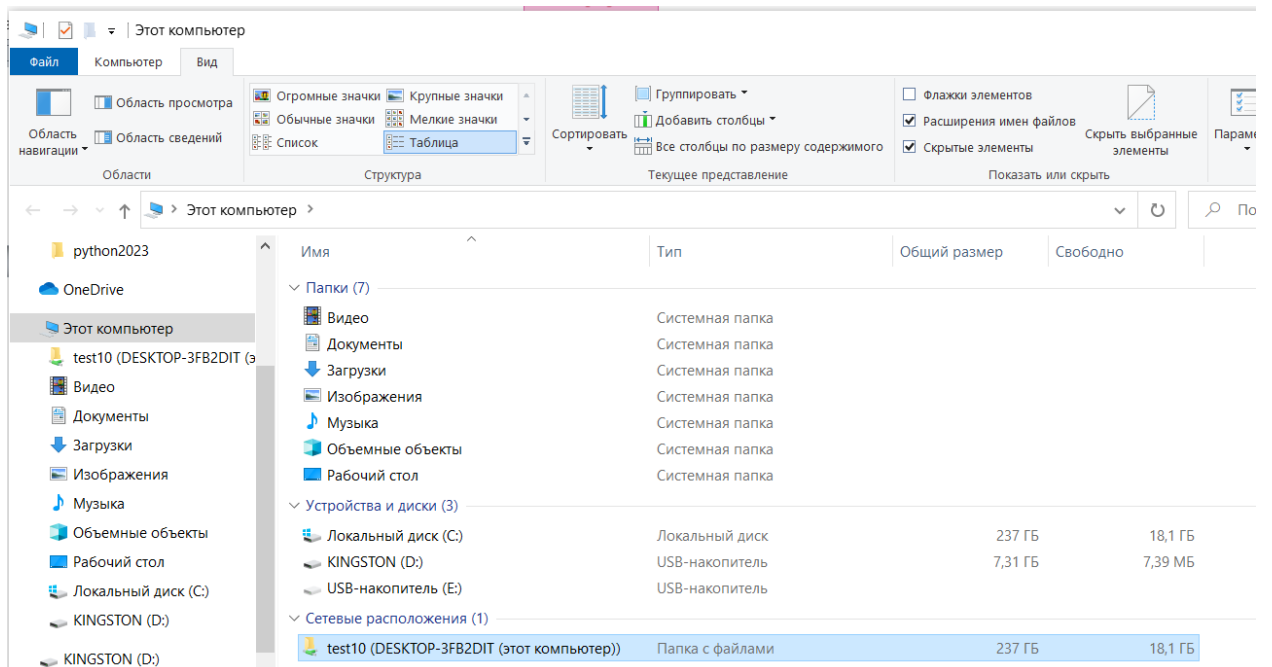 Этот компьютер
Файл Компьютер Вид
Область навигации
Область просмотра
Область сведений
Области
Огромные значки Крупные значки
Обычные значки Мелкие значки
Список Таблица
Структура
Сортировать
Группировать
Добавить столбцы
Все столбцы по размеру содержимого
Текущее представление
Флажки элементов
Расширения имен файлов
Скрытые элементы
Скрыть выбранные
элементы
Показать или скрыть
Параме
Этот компьютер
По
python2023
OneDrive
Этот компьютер
test10 (DESKTOP-3FB2DIT (э
Видео
Документы
Загрузки
Изображения
Музыка
Объемные объекты
Рабочий стол
Локальный диск (C:)
KINGSTON (D:)
KINGSTON (D:)
Имя Тип Общий размер Свободно
Папки (7)
Видео Системная папка
Документы Системная папка
Загрузки Системная папка
Изображения Системная папка
Музыка Системная папка
Объемные объекты Системная папка
Рабочий стол Системная папка
Устройства и диски (3)
Локальный диск (C:) Локальный диск 237 ГБ 18,1 ГБ
KINGSTON (D:) USB-накопитель 7,31 ГБ 7,39 МБ
USB-накопитель (E:) USB-накопитель
Сетевые расположения (1)
test10 (DESKTOP-3FB2DIT (этот компьютер)) Папка с файлами 237 ГБ 18,1 ГБ